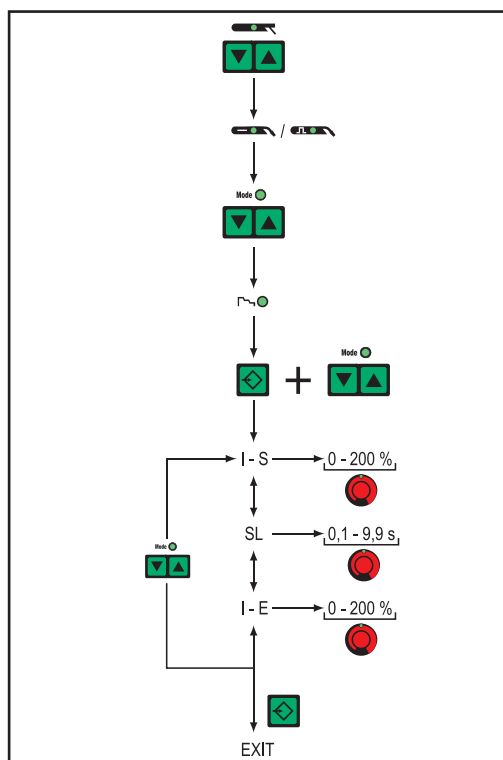 /
Mode
+
Mode
I - S
0 - 200 %
SL
0,1 - 9,9 s
Mode
I - E
0 - 200 %
EXIT